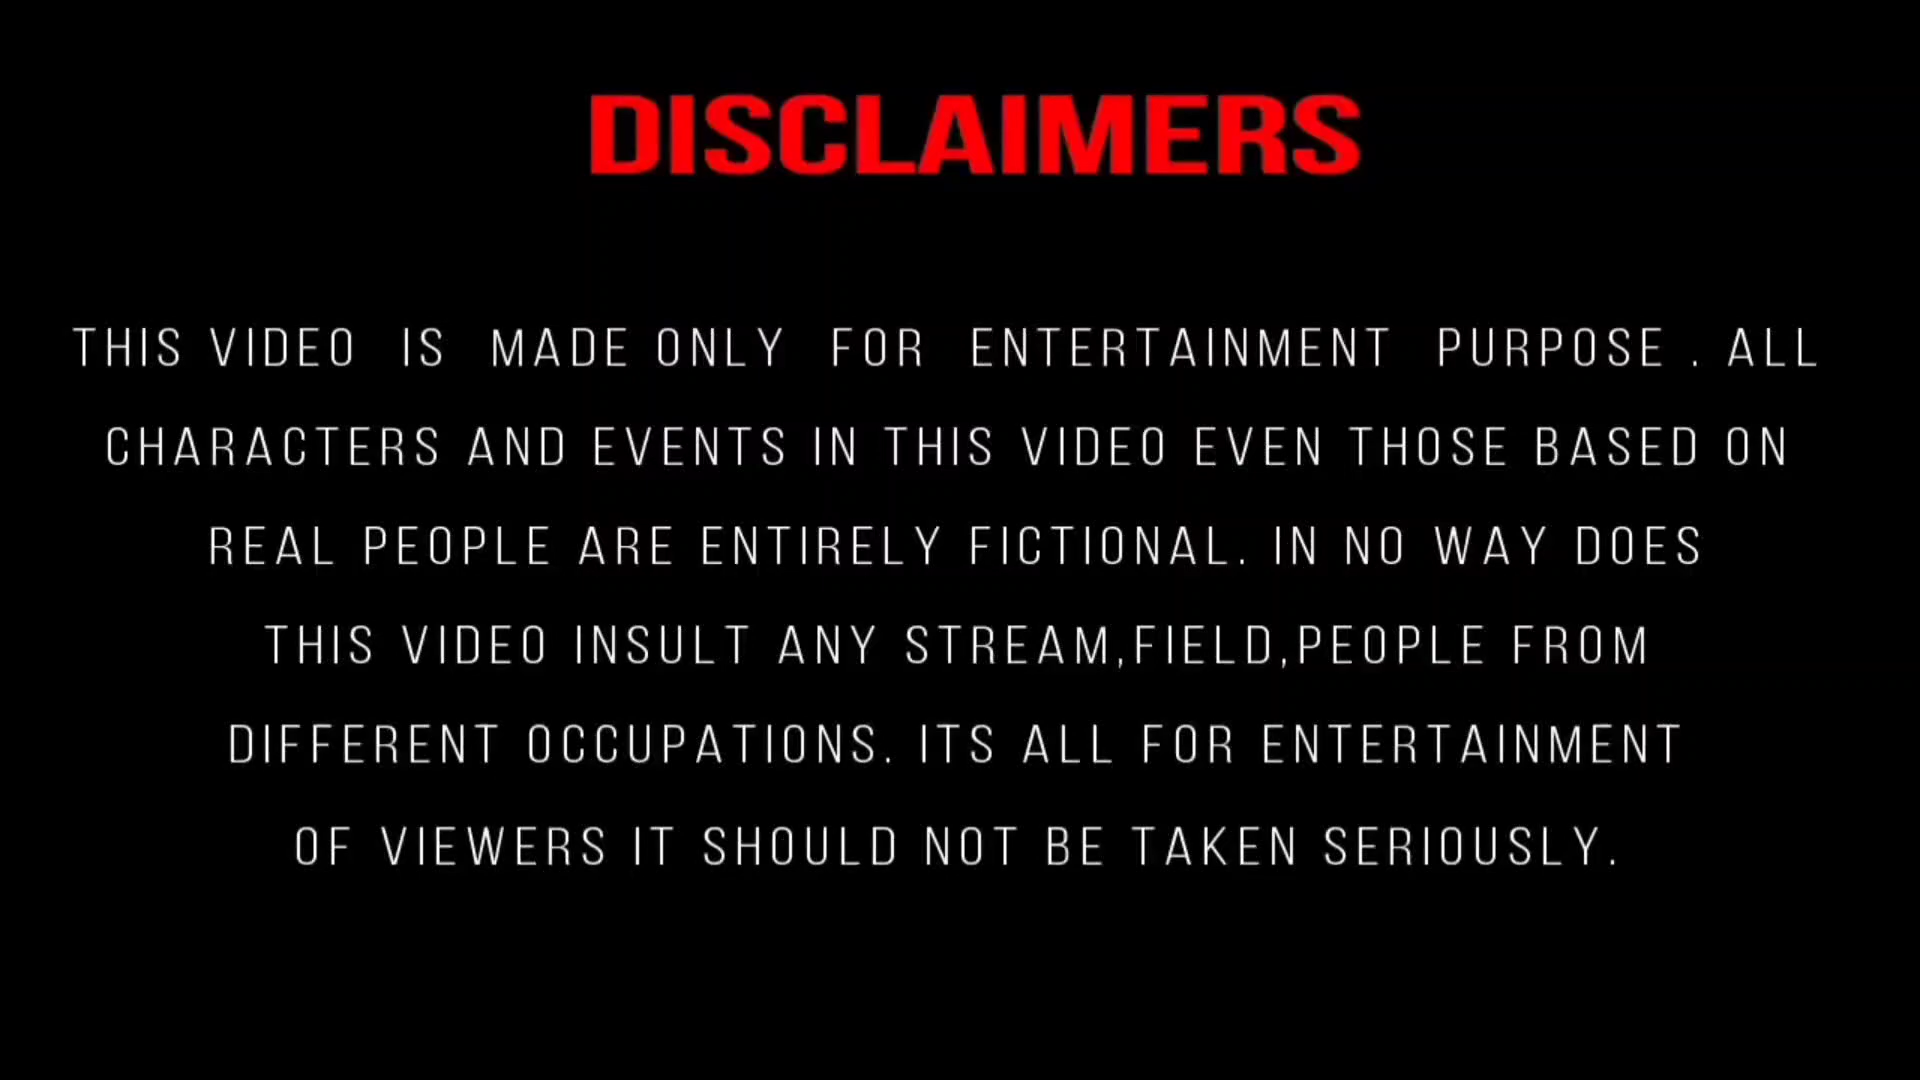 DISCLAIMERS
THIS VIDEO IS MADE ONLY FOR ENTERTAINMENT PURPOSE . ALL
CHARACTERS AND EVENTS IN THIS VIDEO EVEN THOSE BASED ON
REAL PEOPLE ARE ENTIRELY FICTIONAL. IN NO WAY DOES
THIS VIDEO INSULT ANY STREAM,FIELD,PEOPLE FROM
DIFFERENT OCCUPATIONS. ITS ALL FOR ENTERTAINMENT
OF VIEWERS IT SHOULD NOT BE TAKEN SERIOUSLY.